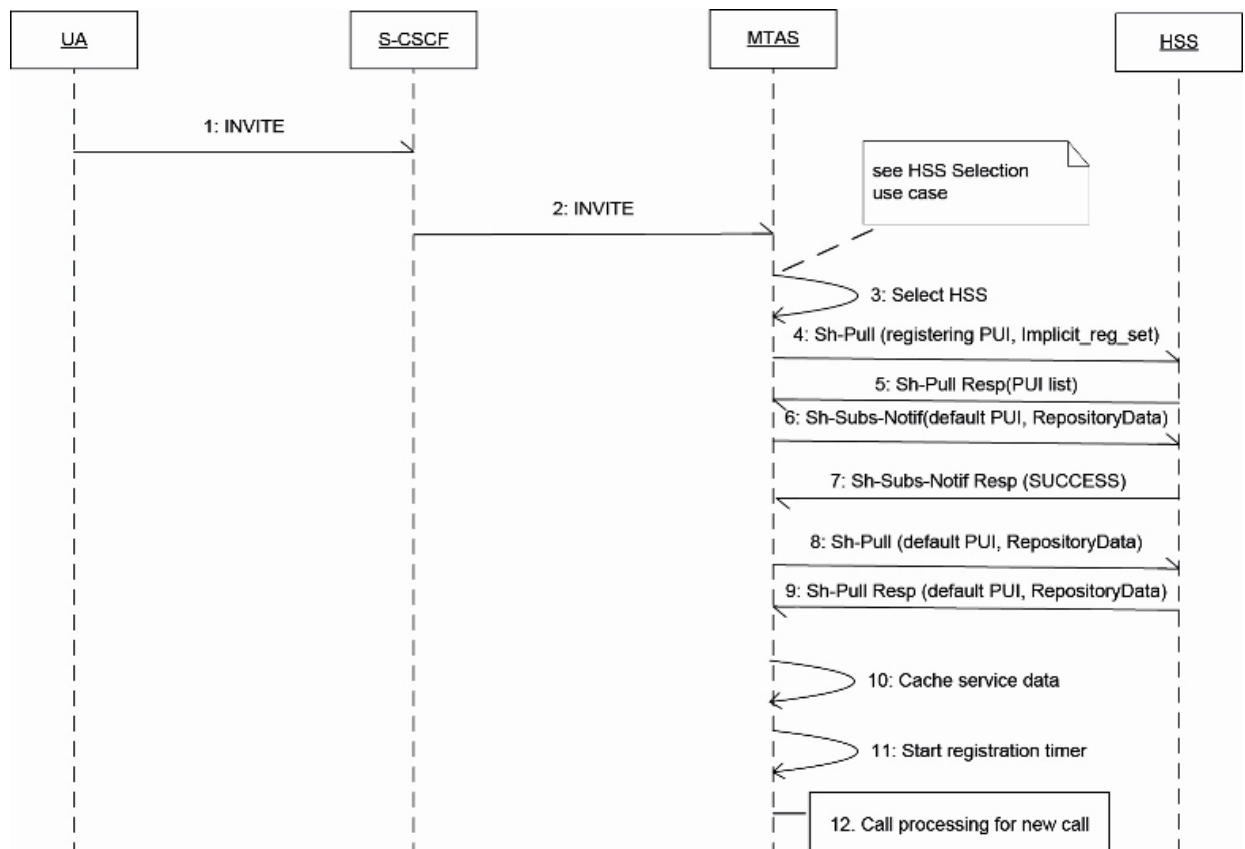 UA
S-CSCF
MTAS
HSS
1: INVITE
see HSS Selection
use case
2: INVITE
3: Select HSS
4: Sh-Pull (registering PUI, Implicit_reg_set)
5: Sh-Pull Resp(PUI list)
6: Sh-Subs-Notif(default PUI, RepositoryData)
7: Sh-Subs-Notif Resp (SUCCESS)
8: Sh-Pull (default PUI, RepositoryData)
9: Sh-Pull Resp (default PUI, RepositoryData)
10: Cache service data
11: Start registration timer
12. Call processing for new call